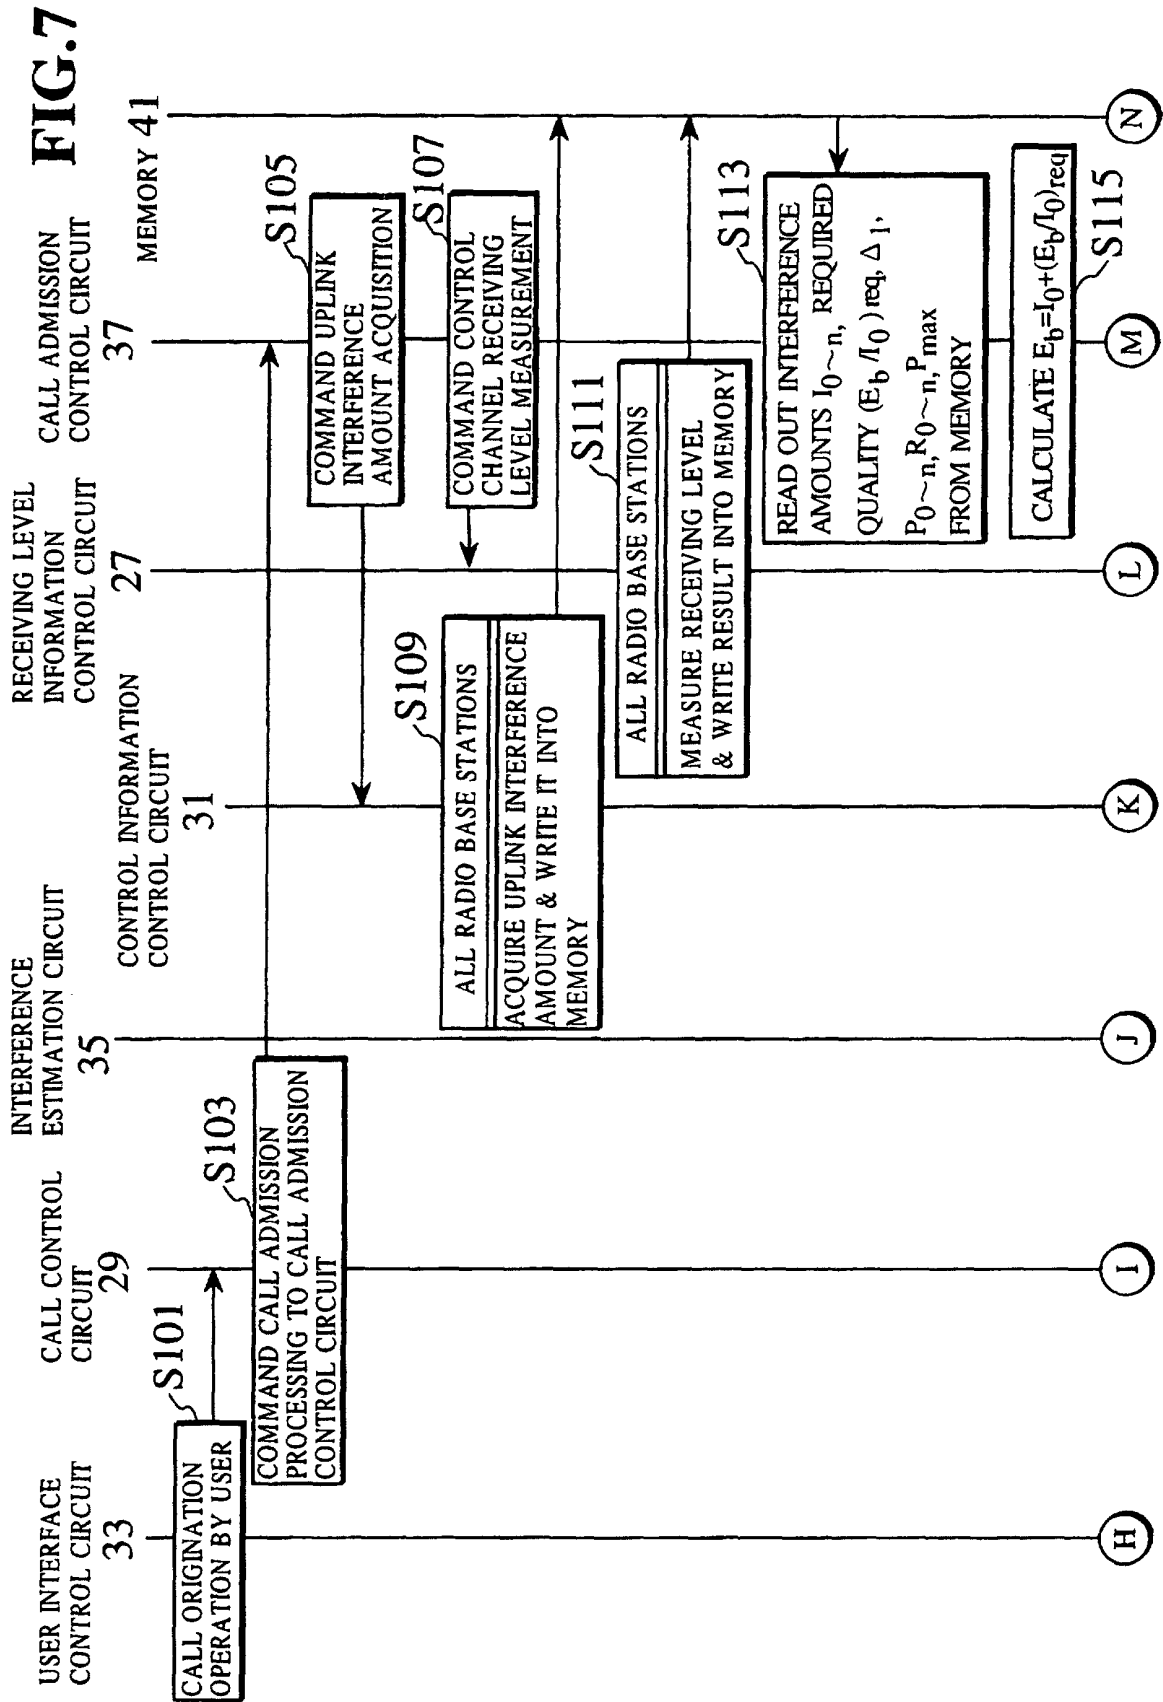 FIG.7
USER INTERFACE
CONTROL CIRCUIT
33
CALL CONTROL
CIRCUIT
29
INTERFERENCE
ESTIMATION CIRCUIT
35
CONTROL INFORMATION
CONTROL CIRCUIT
31
RECEIVING LEVEL
INFORMATION
CONTROL CIRCUIT
27
CALL ADMISSION
CONTROL CIRCUIT
37
MEMORY 41
S101
CALL ORIGINATION
OPERATION BY USER
S103
COMMAND CALL ADMISSION
PROCESSING TO CALL ADMISSION
CONTROL CIRCUIT
S105
COMMAND UPLINK
INTERFERENCE
AMOUNT ACQUISITION
S107
COMMAND CONTROL
CHANNEL RECEIVING
LEVEL MEASUREMENT
S109
ALL RADIO BASE STATIONS
ACQUIRE UPLINK INTERFERENCE
AMOUNT & WRITE IT INTO
MEMORY
S111
ALL RADIO BASE STATIONS
MEASURE RECEIVING LEVEL
& WRITE RESULT INTO MEMORY
S113
READ OUT INTERFERENCE
AMOUNTS I0~n, REQUIRED
QUALITY (Eb/I0)req, Δ1,
P0~n, R0~n, Pmax
FROM MEMORY
CALCULATE Eb=I0+(Eb/I0)req
S115
H
I
J
K
L
M
N